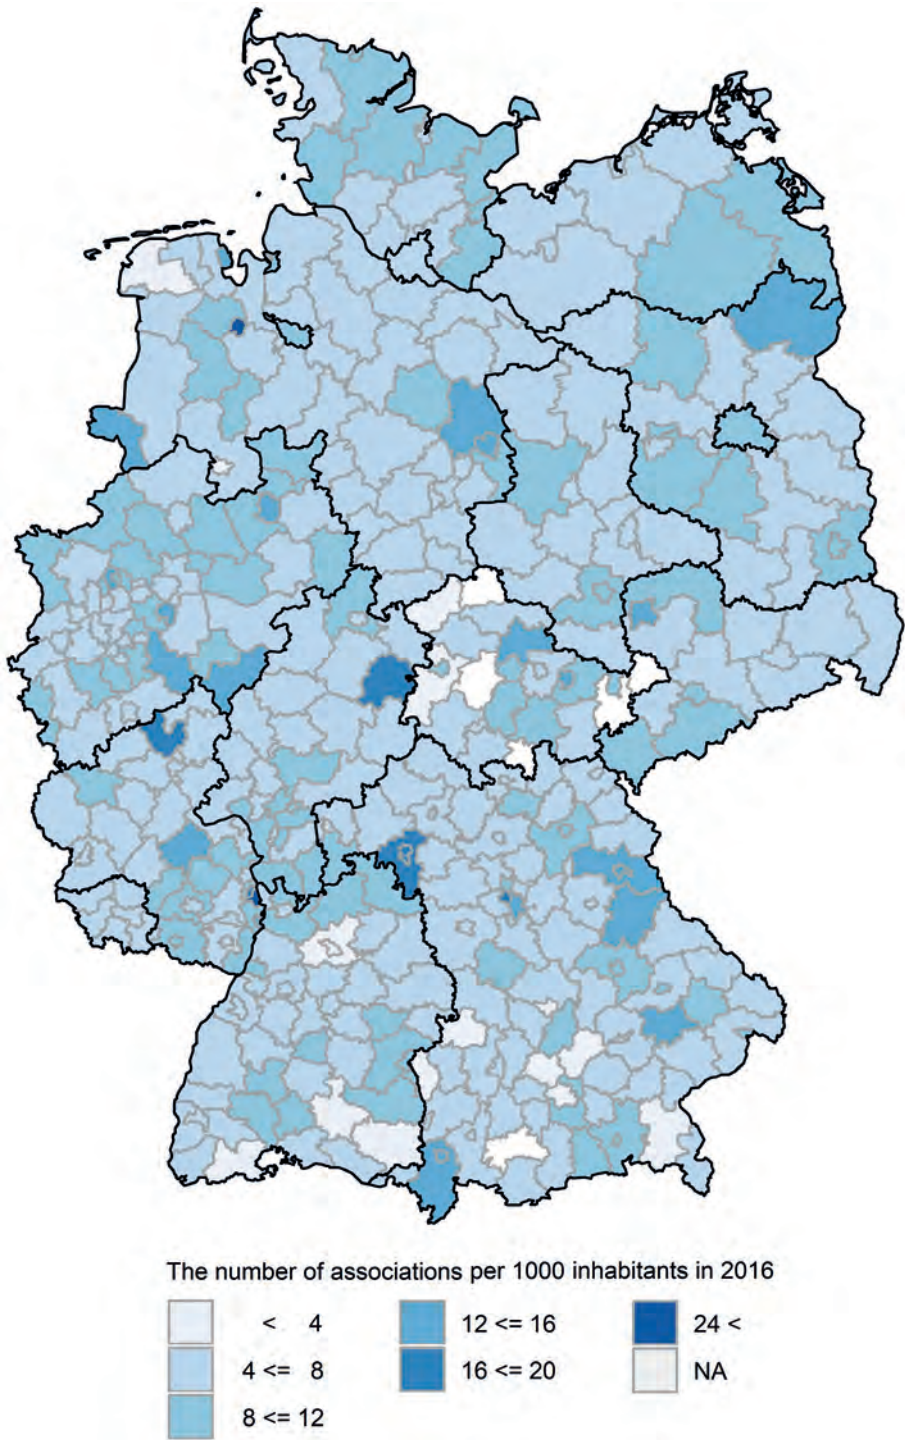 The number of associations per 1000 inhabitants in 2016
< 4
4 <= 8
8 <= 12
12 <= 16
16 <= 20
24 <
NA